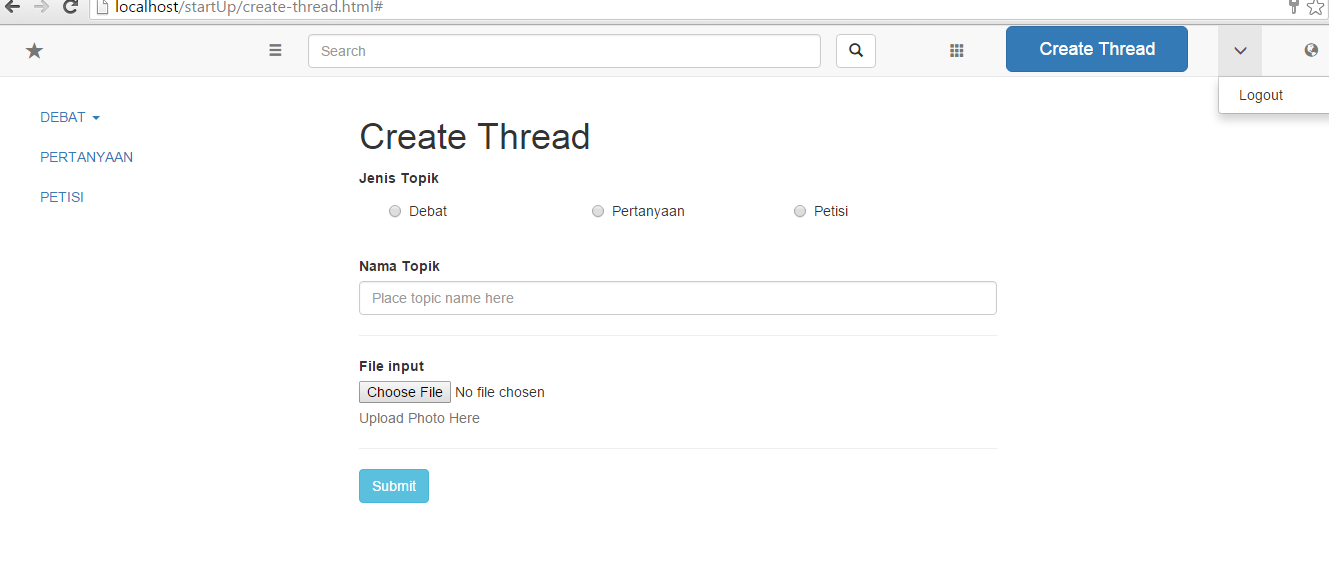 localhost/startUp/create-thread.html#
Search
Create Thread
Logout
DEBAT
PERTANYAAN
PETISI
Create Thread
Jenis Topik
Debat Pertanyaan Petisi
Nama Topik
Place topic name here
File input
Choose File No file chosen
Upload Photo Here
Submit